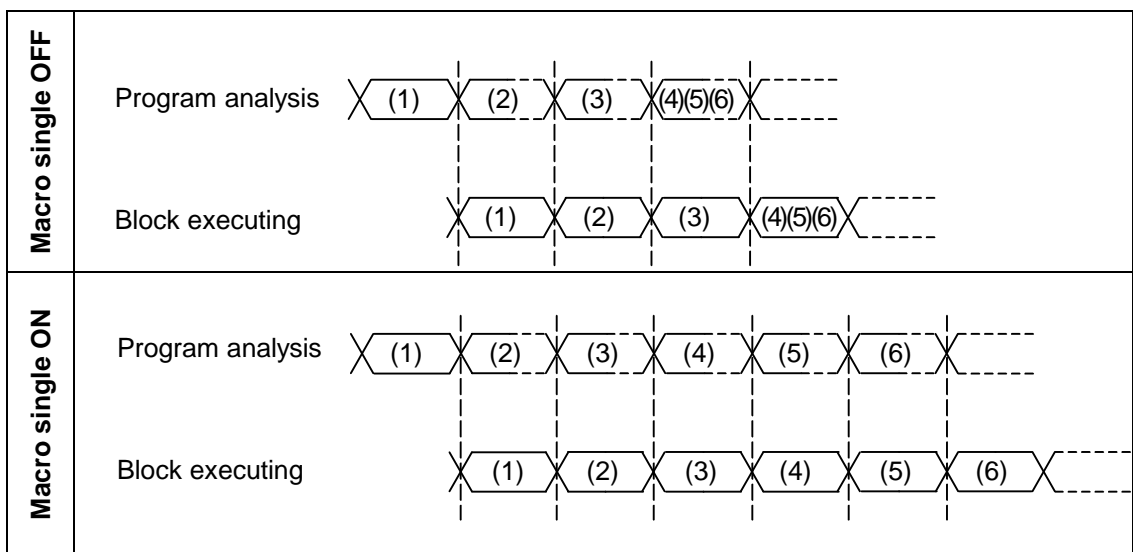 Macro single OFF
Program analysis (1) (2) (3) (4)(5)(6)
Block executing (1) (2) (3) (4)(5)(6)
Macro single ON
Program analysis (1) (2) (3) (4) (5) (6)
Block executing (1) (2) (3) (4) (5) (6)